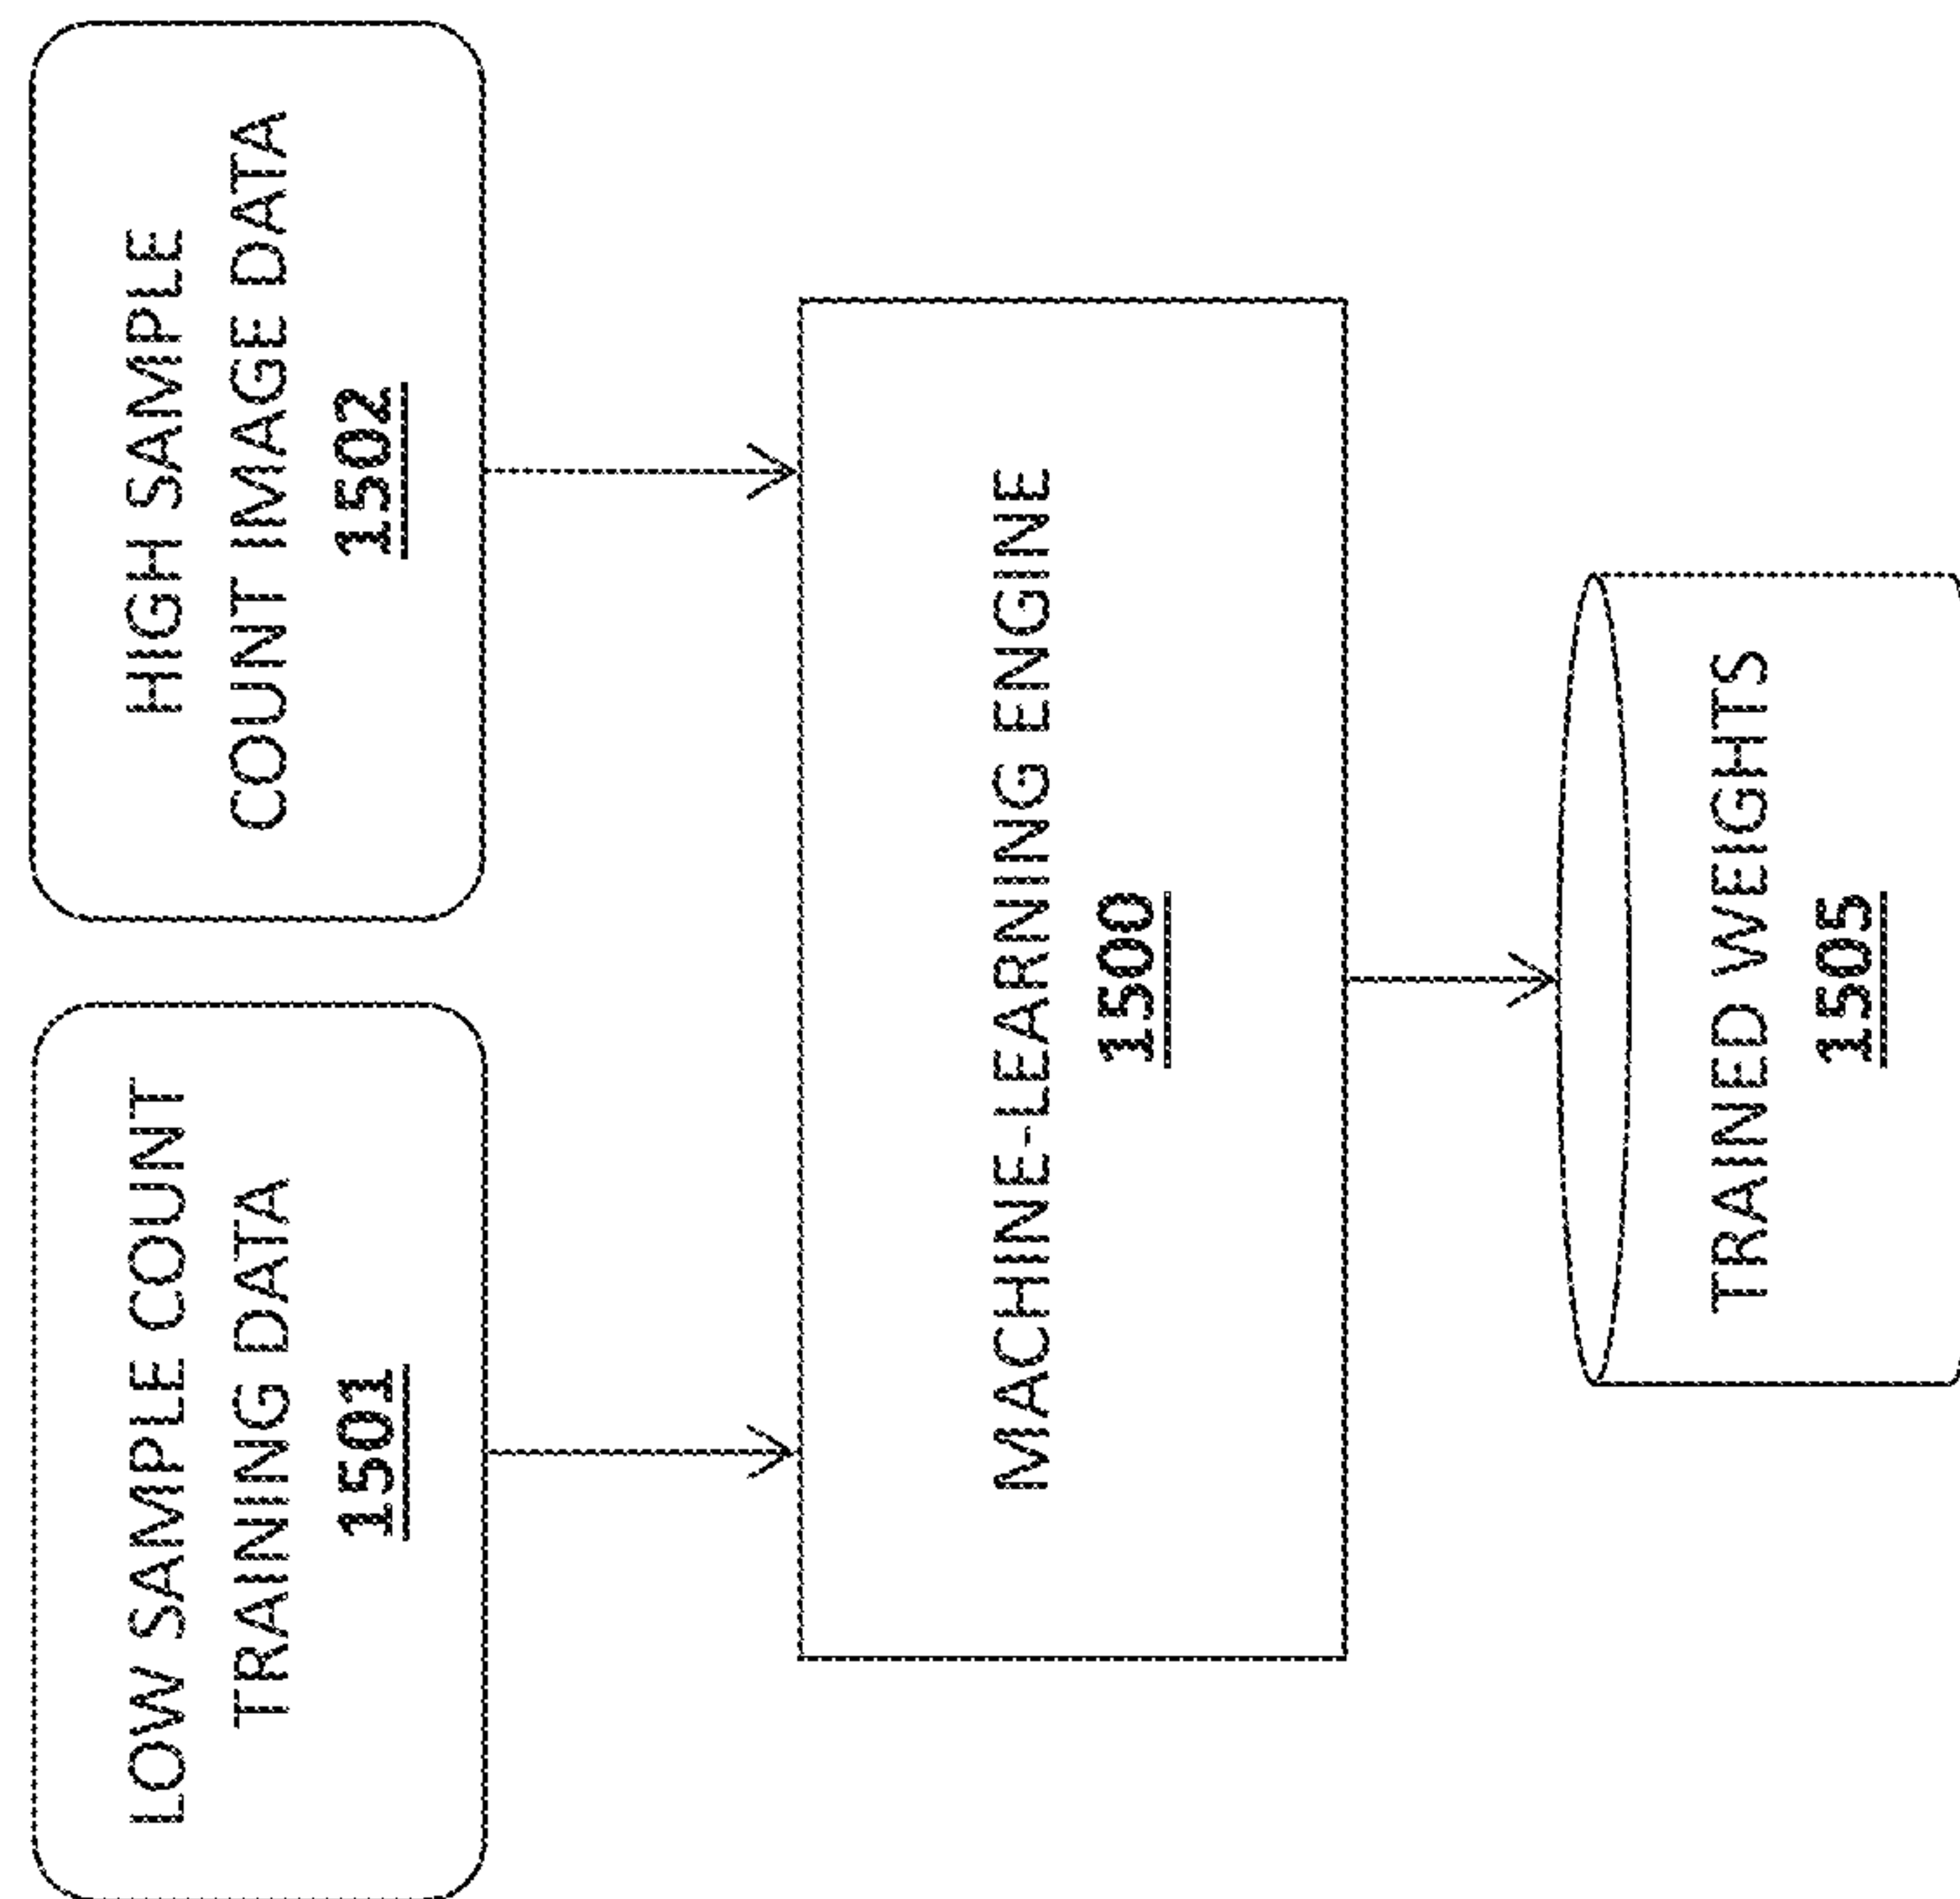 LOW SAMPLE COUNT
TRAINING DATA
1501
HIGH SAMPLE
COUNT IMAGE DATA
1502
MACHINE-LEARNING ENGINE
1500
TRAINED WEIGHTS
1505